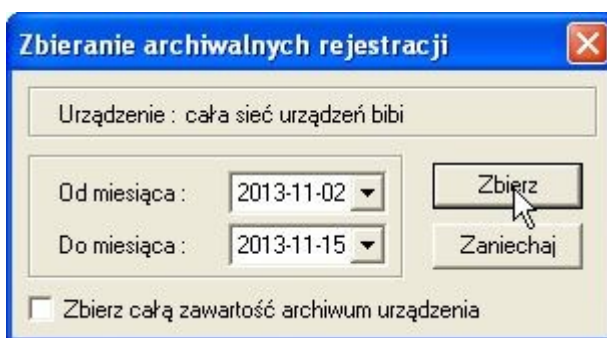 Zbieranie archiwalnych rejestracji
Urządzenie : cała sieć urządzeń bibi
Od miesiąca : 2013-11-02 Zbierz
Do miesiąca : 2013-11-15 Zaniechaj
Zbierz całą zawartość archiwum urządzenia